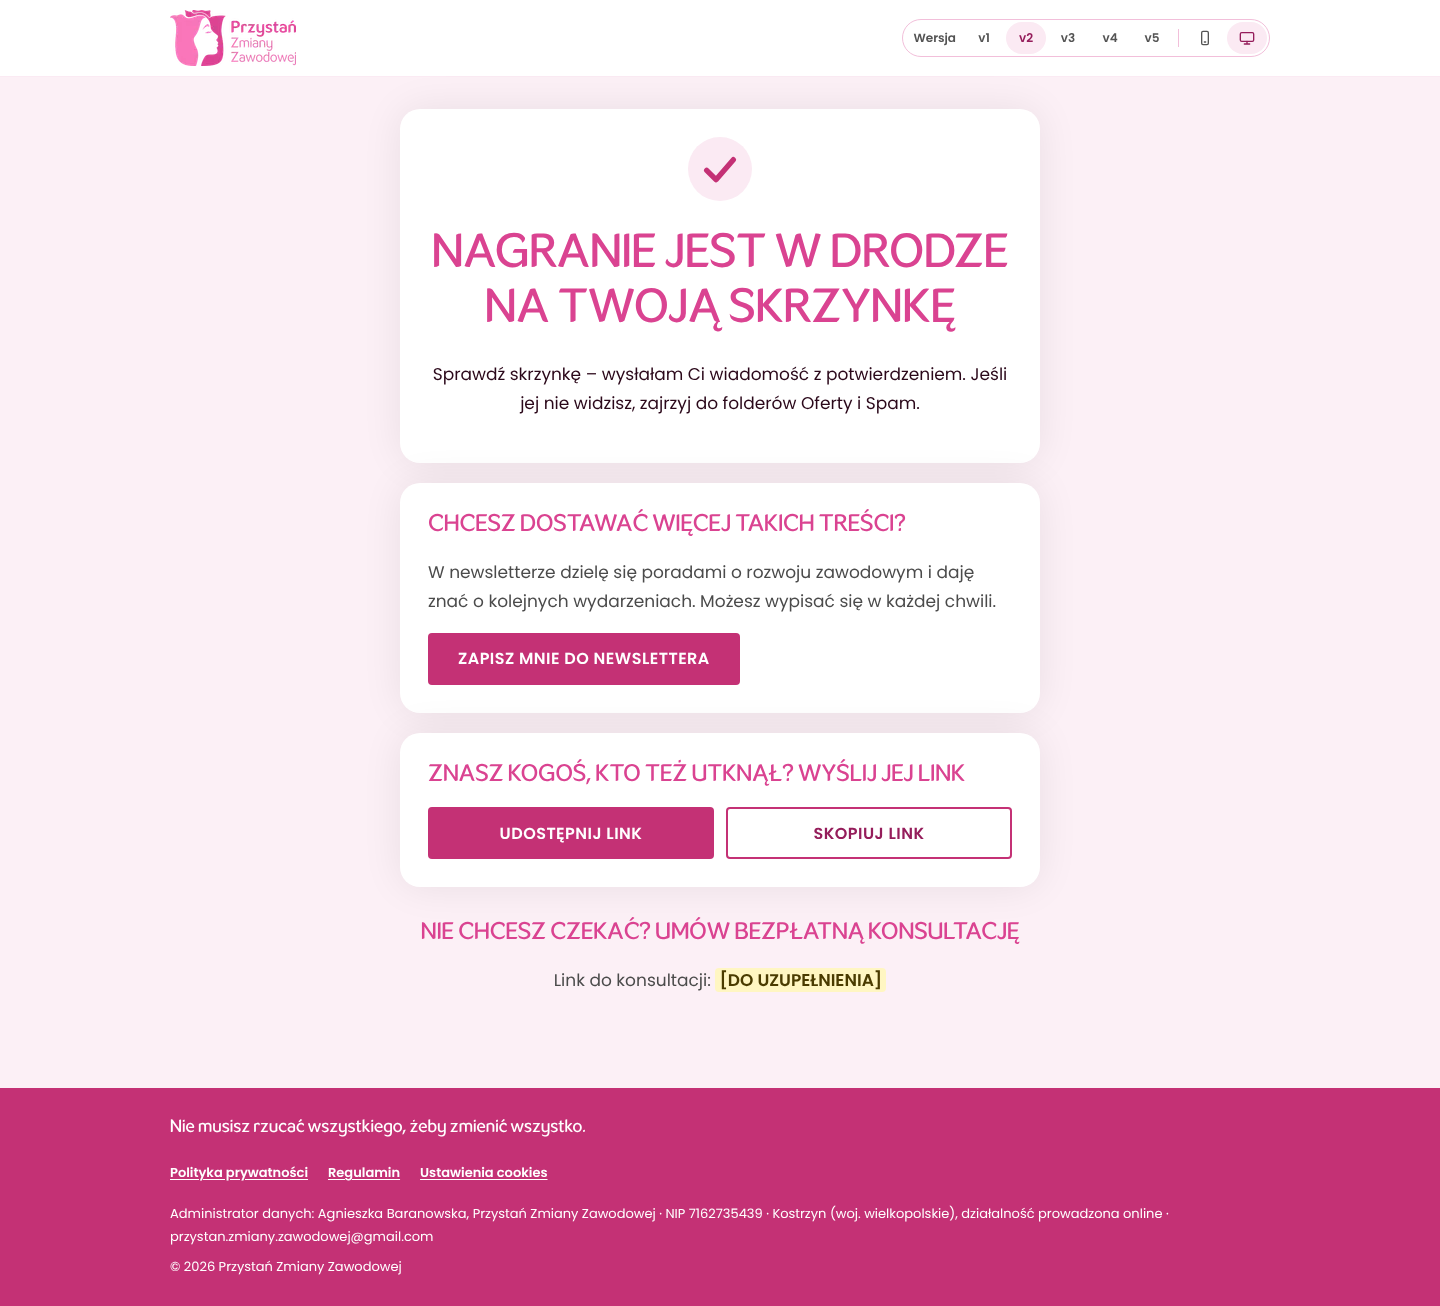 Przystań
Zmiany
Zawodowej
Wersja v1 v2 v3 v4 v5
NAGRANIE JEST W DRODZE
NA TWOJĄ SKRZYNKĘ
Sprawdź skrzynkę – wysłałam Ci wiadomość z potwierdzeniem. Jeśli
jej nie widzisz, zajrzyj do folderów Oferty i Spam.
CHCESZ DOSTAWAĆ WIĘCEJ TAKICH TREŚCI?
W newsletterze dzielę się poradami o rozwoju zawodowym i daję
znać o kolejnych wydarzeniach. Możesz wypisać się w każdej chwili.
ZAPISZ MNIE DO NEWSLETTERA
ZNASZ KOGOŚ, KTO TEŻ UTKNĄŁ? WYŚLIJ JEJ LINK
UDOSTĘPNIJ LINK
SKOPIUJ LINK
NIE CHCESZ CZEKAĆ? UMÓW BEZPŁATNĄ KONSULTACJĘ
Link do konsultacji: [DO UZUPEŁNIENIA]
Nie musisz rzucać wszystkiego, żeby zmienić wszystko.
Polityka prywatności Regulamin Ustawienia cookies
Administrator danych: Agnieszka Baranowska, Przystań Zmiany Zawodowej · NIP 7162735439 · Kostrzyn (woj. wielkopolskie), działalność prowadzona online ·
przystan.zmiany.zawodowej@gmail.com
© 2026 Przystań Zmiany Zawodowej